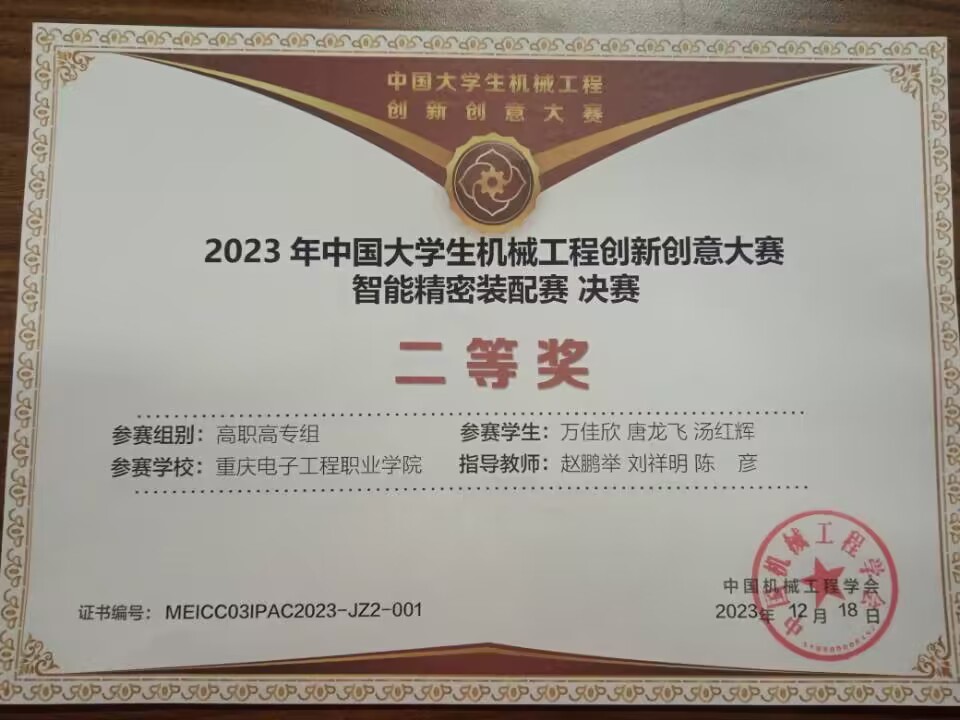 中国大学生机械工程
创新创意大赛
2023 年中国大学生机械工程创新创意大赛
智能精密装配赛 决赛
二等奖
参赛组别：高职高专组
参赛学生：万佳欣 唐龙飞 汤红辉
参赛学校：重庆电子工程职业学院
指导教师：赵鹏举 刘祥明 陈　彦
中国机械工程学会
中国机械工程学会
2023年 12 月 18 日
证书编号：MEICC03IPAC2023-JZ2-001